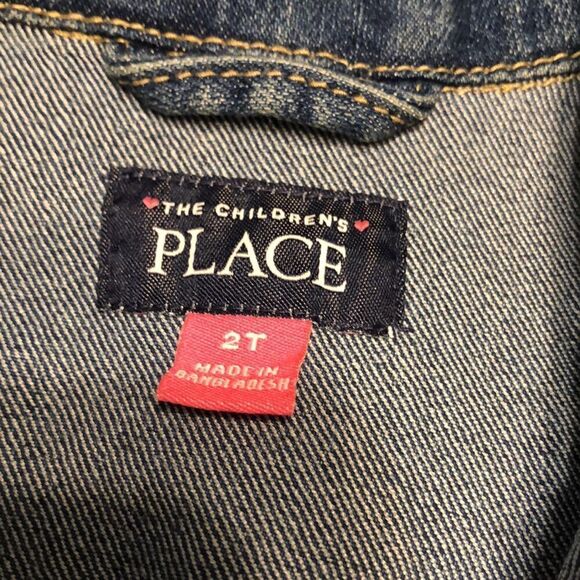 THE CHILDREN'S
PLACE
2T
MADE IN
BANGLADESH